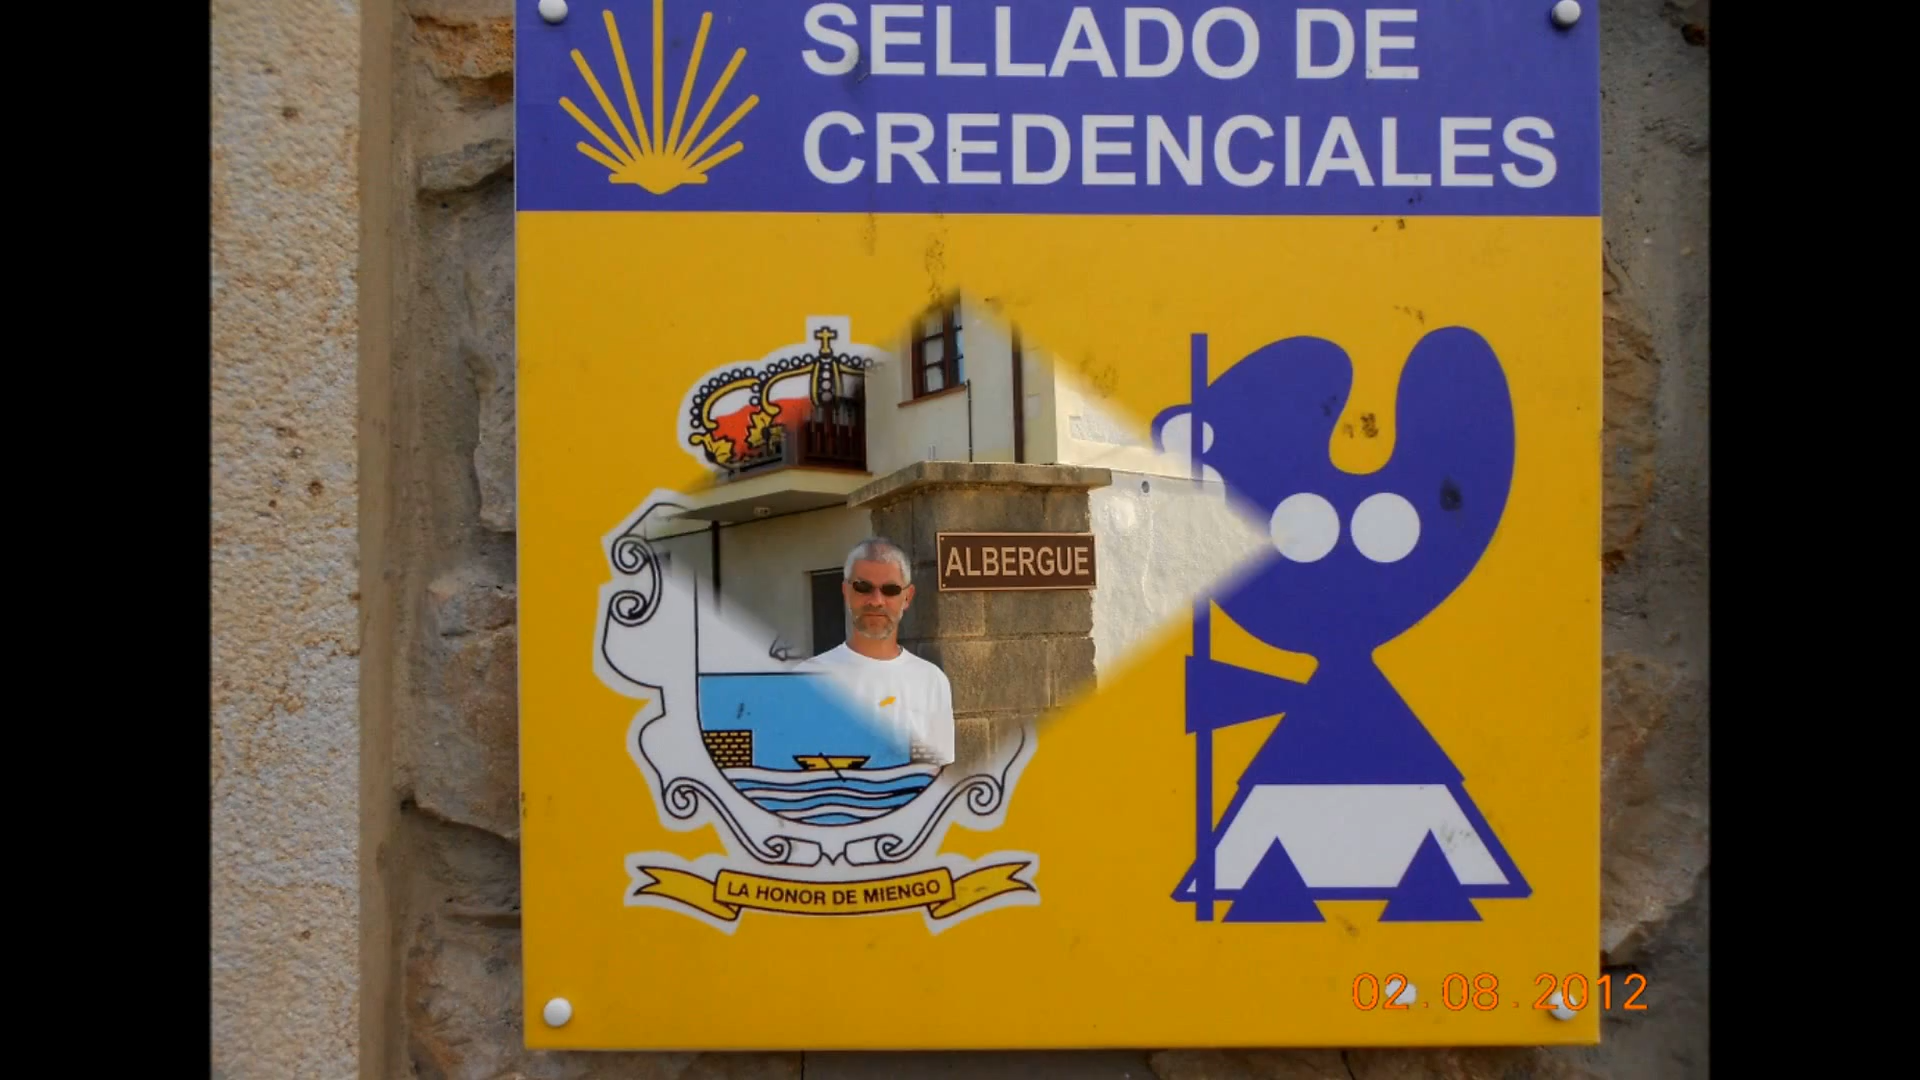 SELLADO DE
CREDENCIALES
ALBERGUE
LA HONOR DE MIENGO
02.08.2012